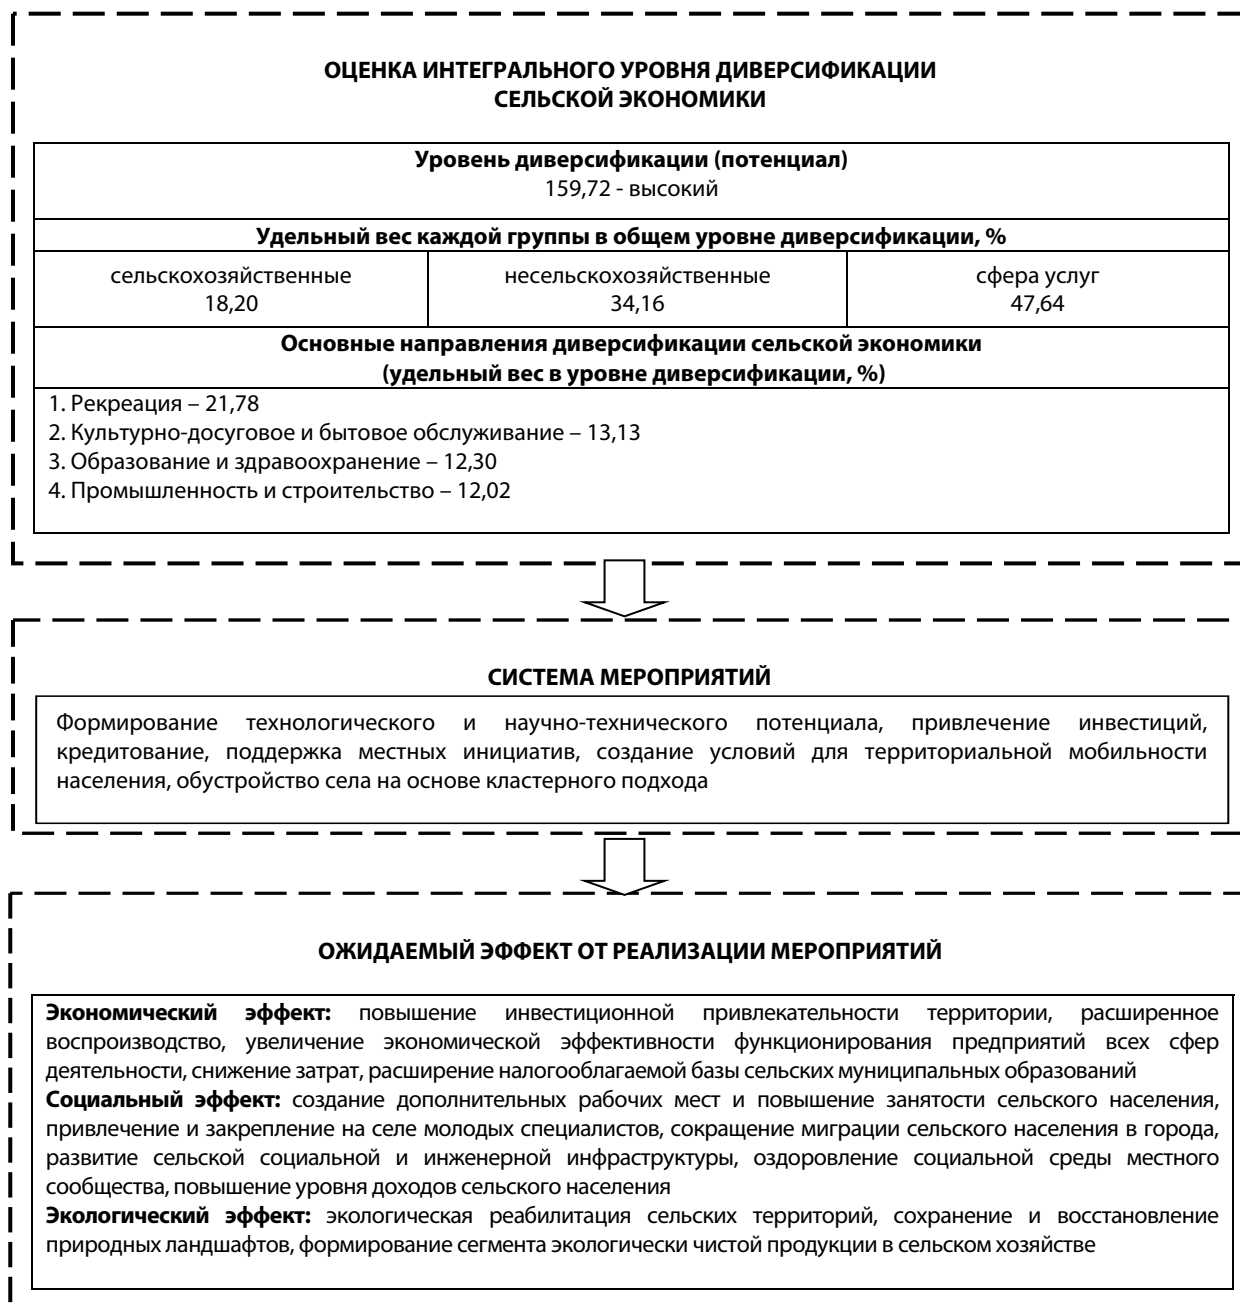 ОЦЕНКА ИНТЕГРАЛЬНОГО УРОВНЯ ДИВЕРСИФИКАЦИИ
СЕЛЬСКОЙ ЭКОНОМИКИ
Уровень диверсификации (потенциал)
159,72 - высокий
Удельный вес каждой группы в общем уровне диверсификации, %
сельскохозяйственные
18,20
несельскохозяйственные
34,16
сфера услуг
47,64
Основные направления диверсификации сельской экономики
(удельный вес в уровне диверсификации, %)
1. Рекреация – 21,78
2. Культурно-досуговое и бытовое обслуживание – 13,13
3. Образование и здравоохранение – 12,30
4. Промышленность и строительство – 12,02
СИСТЕМА МЕРОПРИЯТИЙ
Формирование технологического и научно-технического потенциала, привлечение инвестиций,
кредитование, поддержка местных инициатив, создание условий для территориальной мобильности
населения, обустройство села на основе кластерного подхода
ОЖИДАЕМЫЙ ЭФФЕКТ ОТ РЕАЛИЗАЦИИ МЕРОПРИЯТИЙ
Экономический эффект: повышение инвестиционной привлекательности территории, расширенное
воспроизводство, увеличение экономической эффективности функционирования предприятий всех сфер
деятельности, снижение затрат, расширение налогооблагаемой базы сельских муниципальных образований
Социальный эффект: создание дополнительных рабочих мест и повышение занятости сельского населения,
привлечение и закрепление на селе молодых специалистов, сокращение миграции сельского населения в города,
развитие сельской социальной и инженерной инфраструктуры, оздоровление социальной среды местного
сообщества, повышение уровня доходов сельского населения
Экологический эффект: экологическая реабилитация сельских территорий, сохранение и восстановление
природных ландшафтов, формирование сегмента экологически чистой продукции в сельском хозяйстве